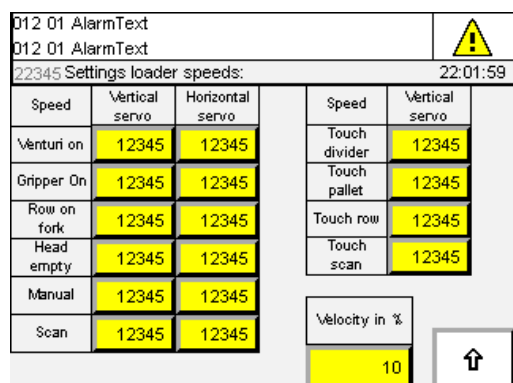 012 01 AlarmText
012 01 AlarmText
22345 Settings loader speeds: 22:01:59
Speed Vertical servo Horizontal servo
Venturi on 12345 12345
Gripper On 12345 12345
Row on fork 12345 12345
Head empty 12345 12345
Manual 12345 12345
Scan 12345 12345
Speed Vertical servo
Touch divider 12345
Touch pallet 12345
Touch row 12345
Touch scan 12345
Velocity in %
10